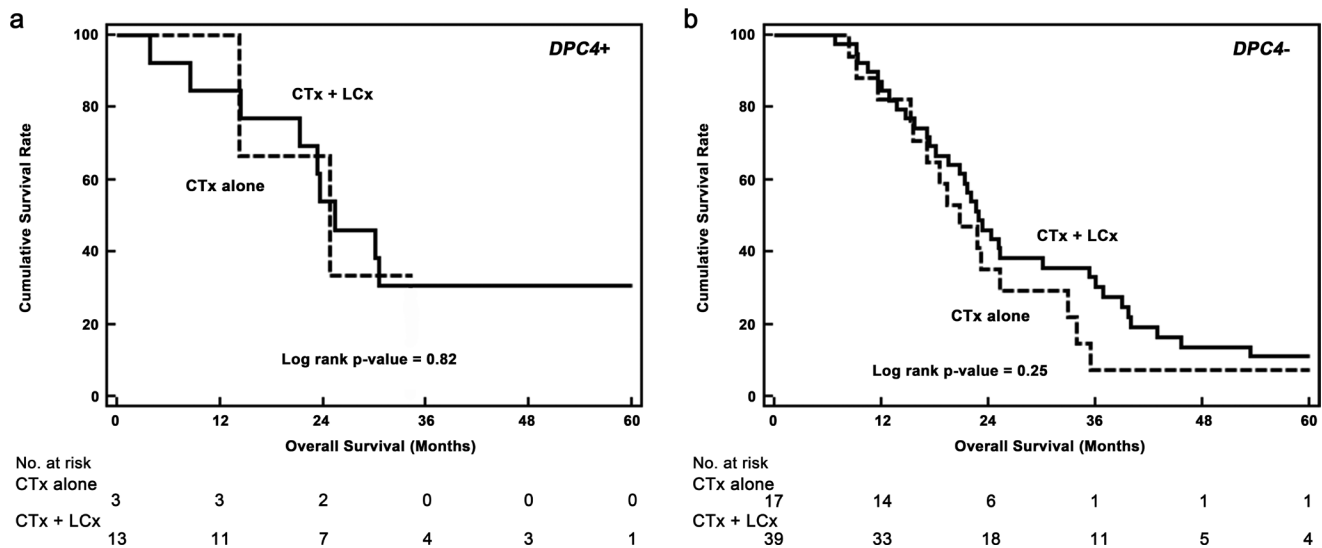 a
DPC4+
100
80
60
40
20
0
Cumulative Survival Rate
CTx + LCx
CTx alone
Log rank p-value = 0.82
0 12 24 36 48 60
Overall Survival (Months)
No. at risk
CTx alone
3 3 2 0 0 0
CTx + LCx
13 11 7 4 3 1
b
DPC4-
100
80
60
40
20
0
Cumulative Survival Rate
CTx + LCx
CTx alone
Log rank p-value = 0.25
0 12 24 36 48 60
Overall Survival (Months)
No. at risk
CTx alone
17 14 6 1 1 1
CTx + LCx
39 33 18 11 5 4